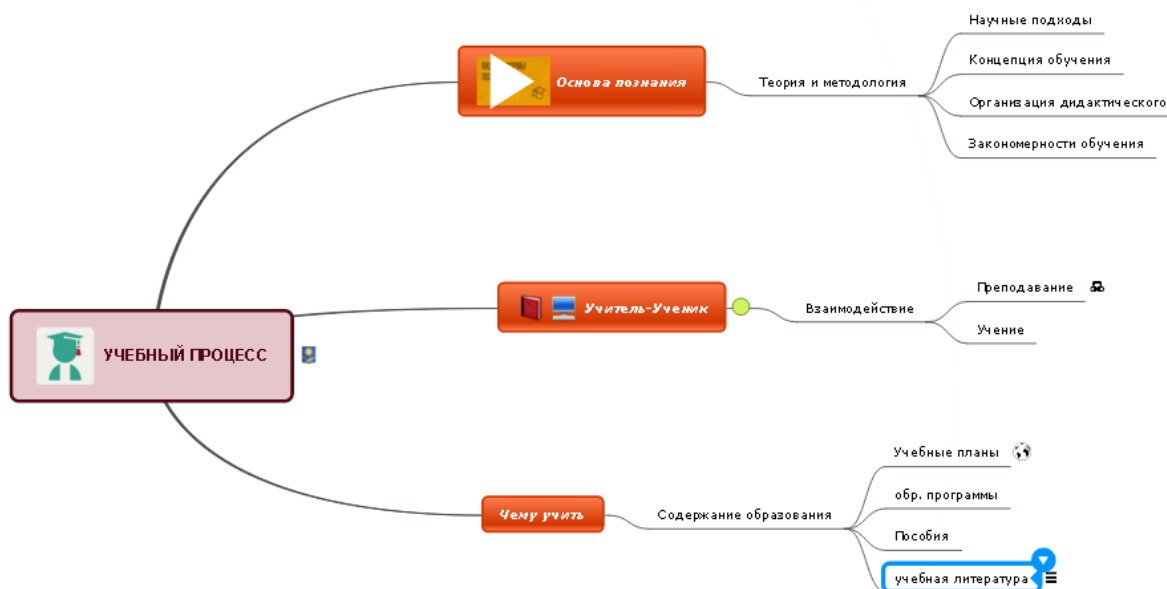 Научные подходы
Концепция обучения
Основа познания
Теория и методология
Организация дидактического
Закономерности обучения
Преподавание
Учитель-Ученик
Взаимодействие
Учение
УЧЕБНЫЙ ПРОЦЕСС
Учебные планы
обр. программы
Чему учить
Содержание образования
Пособия
учебная литература